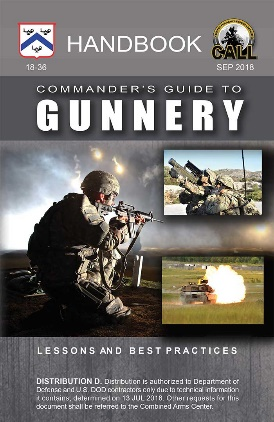 HANDBOOK
18-36
CALL
SEP 2018
COMMANDER'S GUIDE TO
GUNNERY
LESSONS AND BEST PRACTICES
DISTRIBUTION D. Distribution is authorized to Department of
Defense and U.S. DOD contractors only due to technical information
it contains, determined on 13 JUL 2018. Other requests for this
document shall be referred to the Combined Arms Center.